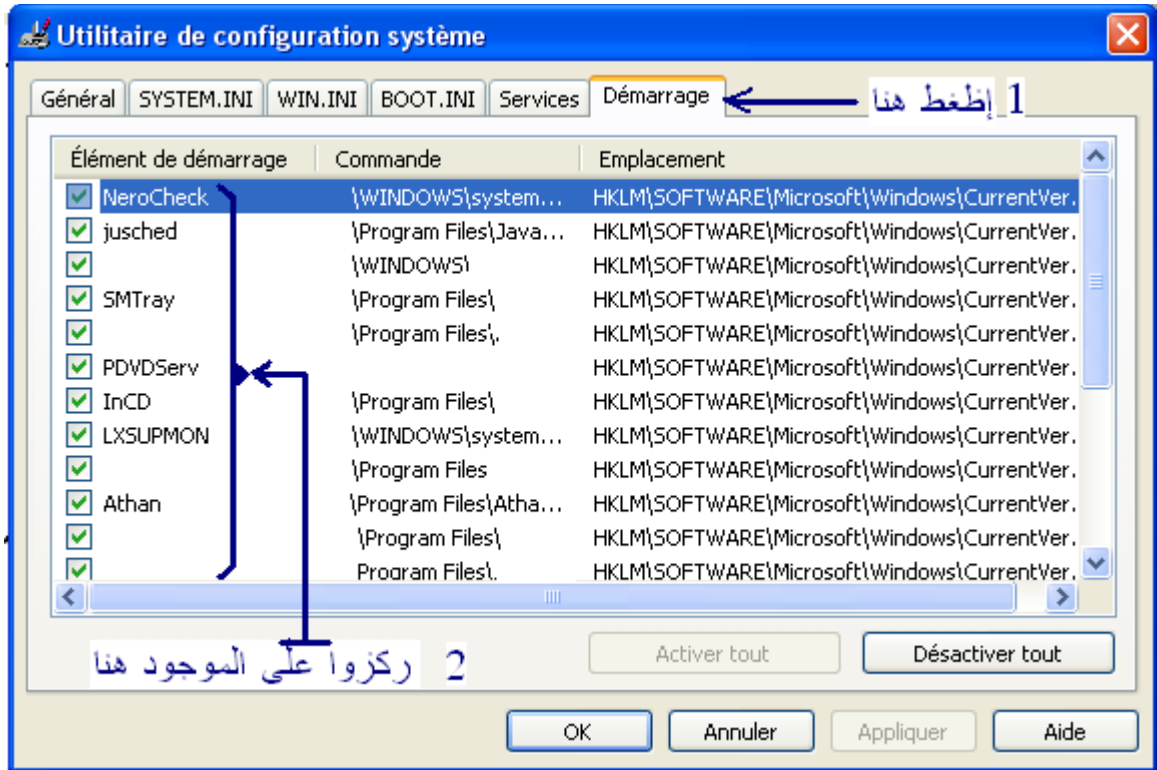 Utilitaire de configuration système
Général SYSTEM.INI WIN.INI BOOT.INI Services Démarrage
1 إظغط هنا
Élément de démarrage Commande Emplacement
NeroCheck \WINDOWS\system... HKLM\SOFTWARE\Microsoft\Windows\CurrentVer.
jusched \Program Files\Java... HKLM\SOFTWARE\Microsoft\Windows\CurrentVer.
\WINDOWS\ HKLM\SOFTWARE\Microsoft\Windows\CurrentVer.
SMTray \Program Files\ HKLM\SOFTWARE\Microsoft\Windows\CurrentVer.
\Program Files\. HKLM\SOFTWARE\Microsoft\Windows\CurrentVer.
PDVDServ HKLM\SOFTWARE\Microsoft\Windows\CurrentVer.
InCD \Program Files\ HKLM\SOFTWARE\Microsoft\Windows\CurrentVer.
LXSUPMON \WINDOWS\system... HKLM\SOFTWARE\Microsoft\Windows\CurrentVer.
\Program Files HKLM\SOFTWARE\Microsoft\Windows\CurrentVer.
Athan \Program Files\Atha... HKLM\SOFTWARE\Microsoft\Windows\CurrentVer.
\Program Files\ HKLM\SOFTWARE\Microsoft\Windows\CurrentVer.
Program Files\. HKLM\SOFTWARE\Microsoft\Windows\CurrentVer.
2 ركزوا على الموجود هنا
Activer tout Désactiver tout
OK Annuler Appliquer Aide